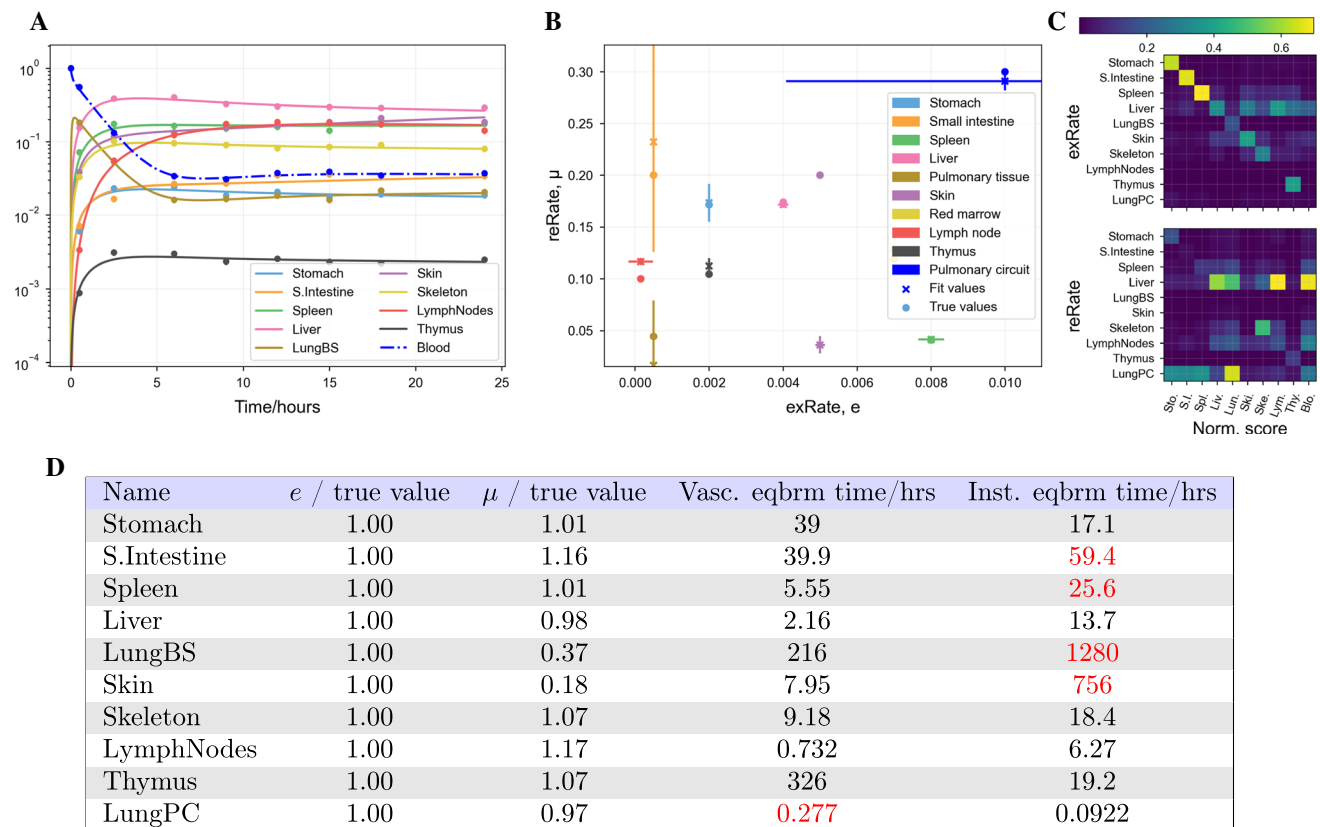 A
10⁰
10⁻¹
10⁻²
10⁻³
10⁻⁴
0
5
10
15
20
25
Time/hours
Stomach
S.Intestine
Spleen
Liver
LungBS
Skin
Skeleton
LymphNodes
Thymus
Blood
B
reRate, μ
0.30
0.25
0.20
0.15
0.10
0.05
0.000
0.002
0.004
0.006
0.008
0.010
exRate, e
Stomach
Small intestine
Spleen
Liver
Pulmonary tissue
Skin
Red marrow
Lymph node
Thymus
Pulmonary circuit
Fit values
True values
C
0.2
0.4
0.6
exRate
Stomach
S.Intestine
Spleen
Liver
LungBS
Skin
Skeleton
LymphNodes
Thymus
LungPC
reRate
Stomach
S.Intestine
Spleen
Liver
LungBS
Skin
Skeleton
LymphNodes
Thymus
LungPC
Sto.
S.I.
Spl.
Liv.
Lun.
Ski.
Ske.
Lym.
Thy.
Blo.
Norm. score
D
Name e / true value μ / true value Vasc. eqbrm time/hrs Inst. eqbrm time/hrs
Stomach 1.00 1.01 39 17.1
S.Intestine 1.00 1.16 39.9 59.4
Spleen 1.00 1.01 5.55 25.6
Liver 1.00 0.98 2.16 13.7
LungBS 1.00 0.37 216 1280
Skin 1.00 0.18 7.95 756
Skeleton 1.00 1.07 9.18 18.4
LymphNodes 1.00 1.17 0.732 6.27
Thymus 1.00 1.07 326 19.2
LungPC 1.00 0.97 0.277 0.0922